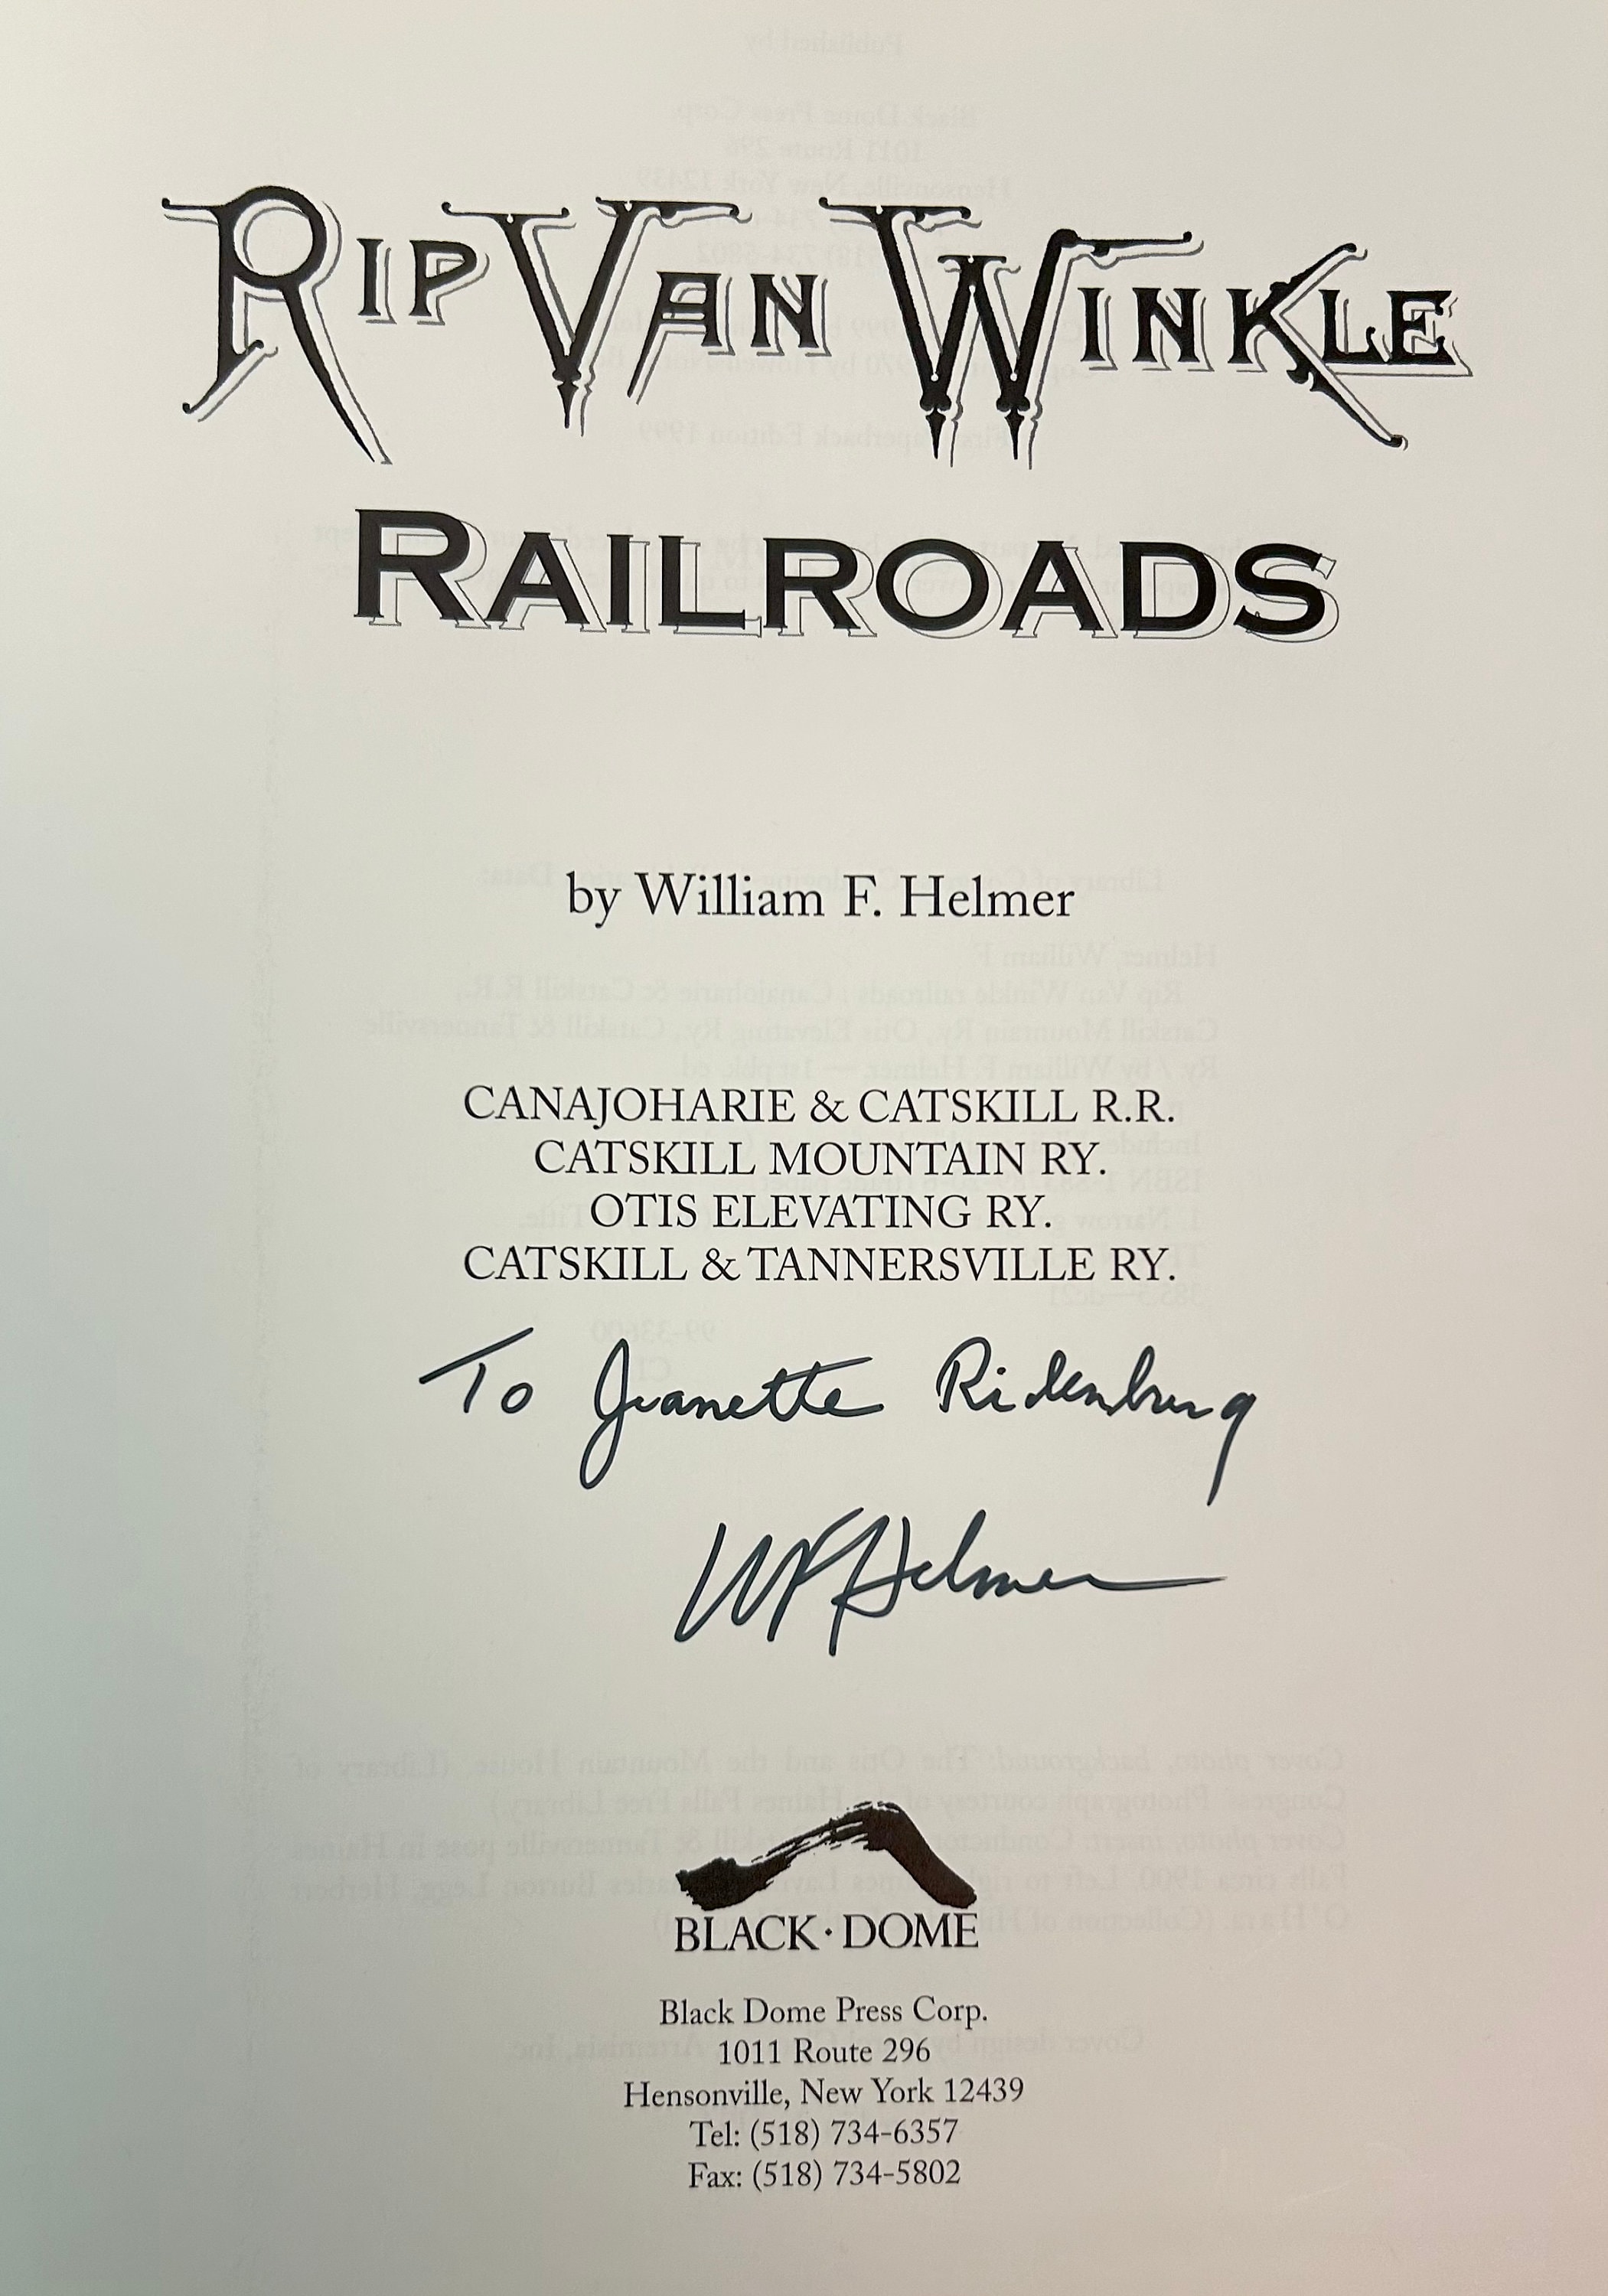 RIP VAN WINKLE
RAILROADS
by William F. Helmer
CANAJOHARIE & CATSKILL R.R.
CATSKILL MOUNTAIN RY.
OTIS ELEVATING RY.
CATSKILL & TANNERSVILLE RY.
To Jeanette Ridenburg
WF Helmer
BLACK · DOME
Black Dome Press Corp.
1011 Route 296
Hensonville, New York 12439
Tel: (518) 734-6357
Fax: (518) 734-5802